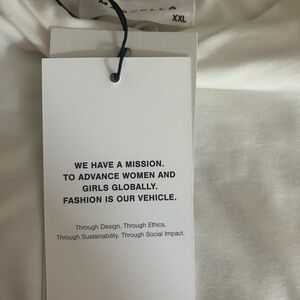 XXL
WE HAVE A MISSION.
TO ADVANCE WOMEN AND
GIRLS GLOBALLY.
FASHION IS OUR VEHICLE.
Through Design. Through Ethics.
Through Sustainability. Through Social Impact.